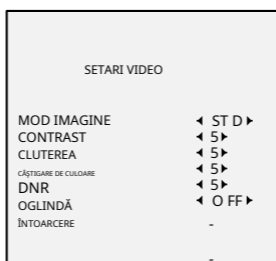 SETARI VIDEO
MOD IMAGINE ST D
CONTRAST 5
CLUTEREA 5
CÂȘTIGARE DE CULOARE 5
DNR 5
OGLINDĂ O FF
ÎNTOARCERE -
-